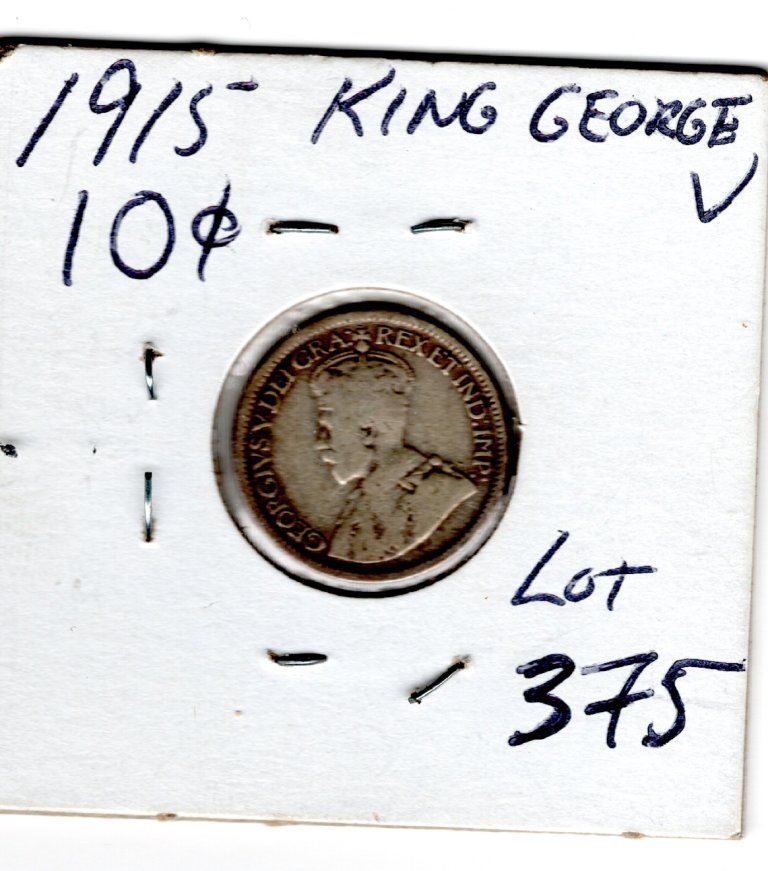 1915 KING GEORGE
V
10¢
GEORGIVS V DEI GRA REX ET IND: IMP:
Lot
375